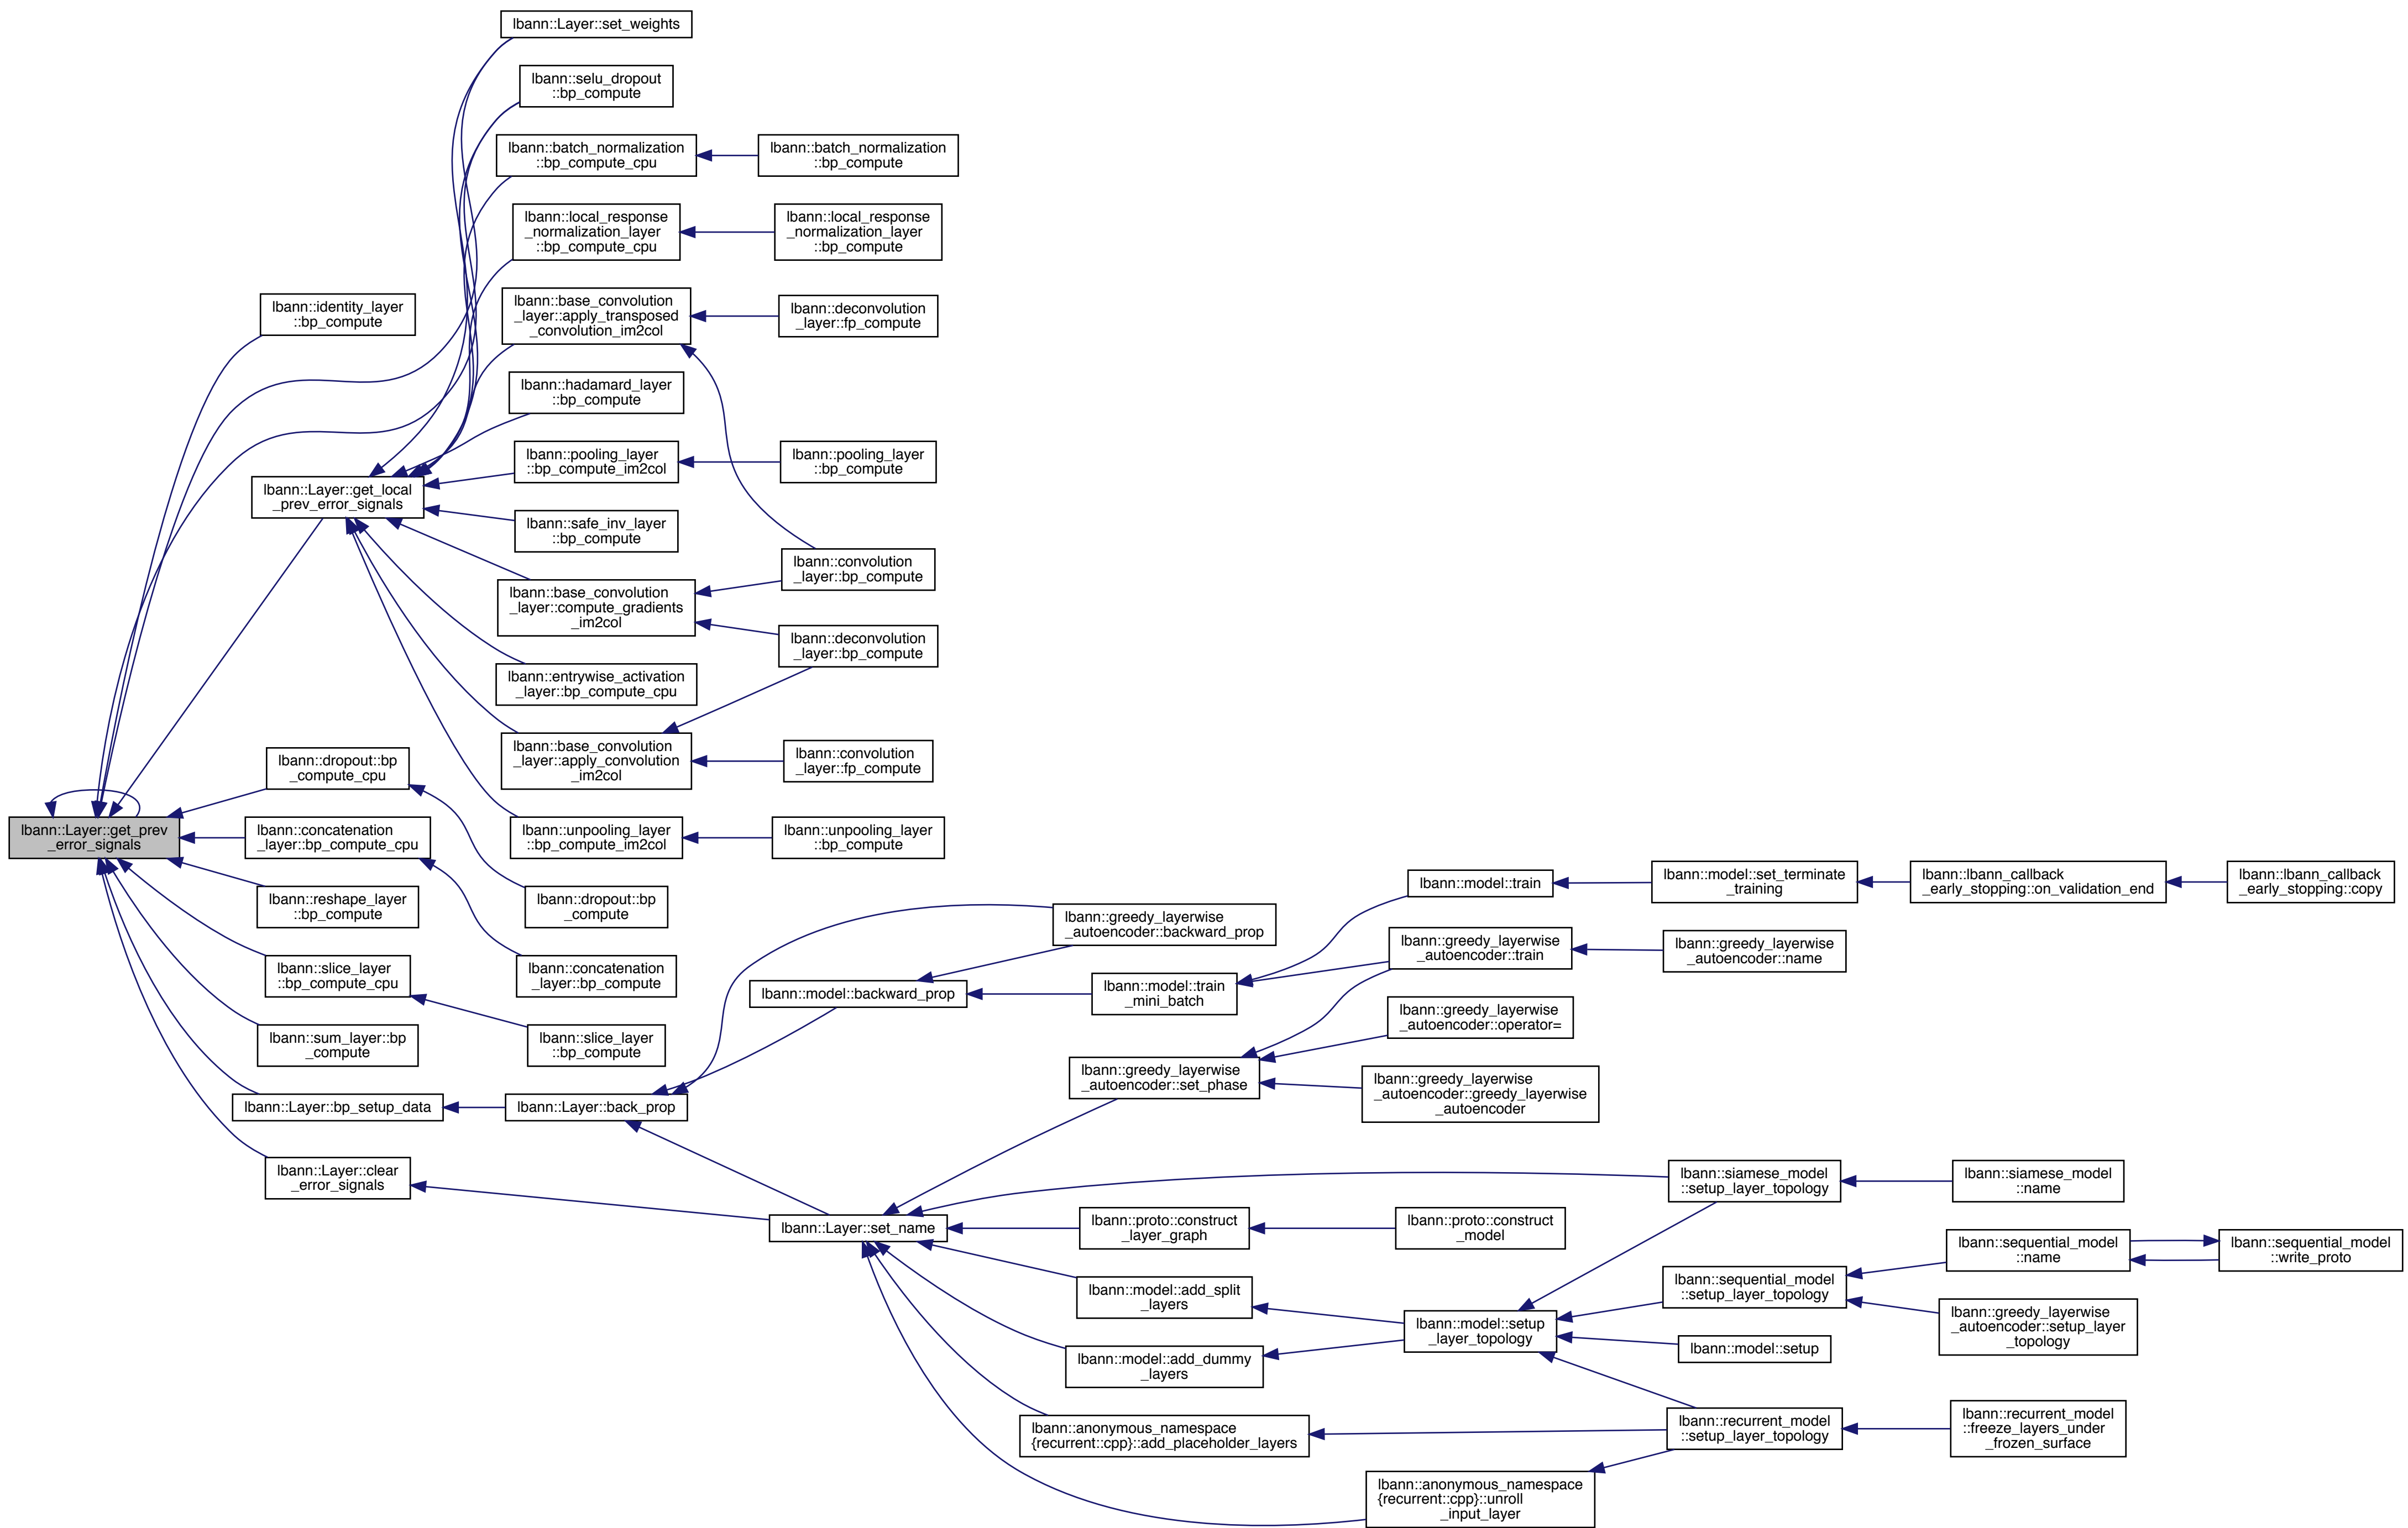 lbann::Layer::set_weights
lbann::selu_dropout
::bp_compute
lbann::batch_normalization
::bp_compute_cpu
lbann::batch_normalization
::bp_compute
lbann::local_response
_normalization_layer
::bp_compute_cpu
lbann::local_response
_normalization_layer
::bp_compute
lbann::identity_layer
::bp_compute
lbann::base_convolution
_layer::apply_transposed
_convolution_im2col
lbann::deconvolution
_layer::fp_compute
lbann::hadamard_layer
::bp_compute
lbann::pooling_layer
::bp_compute_im2col
lbann::pooling_layer
::bp_compute
lbann::Layer::get_local
_prev_error_signals
lbann::safe_inv_layer
::bp_compute
lbann::convolution
_layer::bp_compute
lbann::base_convolution
_layer::compute_gradients
_im2col
lbann::deconvolution
_layer::bp_compute
lbann::entrywise_activation
_layer::bp_compute_cpu
lbann::base_convolution
_layer::apply_convolution
_im2col
lbann::convolution
_layer::fp_compute
lbann::dropout::bp
_compute_cpu
lbann::Layer::get_prev
_error_signals
lbann::concatenation
_layer::bp_compute_cpu
lbann::unpooling_layer
::bp_compute_im2col
lbann::unpooling_layer
::bp_compute
lbann::reshape_layer
::bp_compute
lbann::dropout::bp
_compute
lbann::model::train
lbann::model::set_terminate
_training
lbann::lbann_callback
_early_stopping::on_validation_end
lbann::lbann_callback
_early_stopping::copy
lbann::greedy_layerwise
_autoencoder::backward_prop
lbann::greedy_layerwise
_autoencoder::train
lbann::greedy_layerwise
_autoencoder::name
lbann::slice_layer
::bp_compute_cpu
lbann::concatenation
_layer::bp_compute
lbann::model::backward_prop
lbann::model::train
_mini_batch
lbann::greedy_layerwise
_autoencoder::operator=
lbann::sum_layer::bp
_compute
lbann::slice_layer
::bp_compute
lbann::greedy_layerwise
_autoencoder::set_phase
lbann::greedy_layerwise
_autoencoder::greedy_layerwise
_autoencoder
lbann::Layer::bp_setup_data
lbann::Layer::back_prop
lbann::Layer::clear
_error_signals
lbann::siamese_model
::setup_layer_topology
lbann::siamese_model
::name
lbann::Layer::set_name
lbann::proto::construct
_layer_graph
lbann::proto::construct
_model
lbann::sequential_model
::name
lbann::sequential_model
::write_proto
lbann::model::add_split
_layers
lbann::sequential_model
::setup_layer_topology
lbann::model::setup
_layer_topology
lbann::greedy_layerwise
_autoencoder::setup_layer
_topology
lbann::model::setup
lbann::model::add_dummy
_layers
lbann::anonymous_namespace
{recurrent::cpp}::add_placeholder_layers
lbann::recurrent_model
::setup_layer_topology
lbann::recurrent_model
::freeze_layers_under
_frozen_surface
lbann::anonymous_namespace
{recurrent::cpp}::unroll
_input_layer